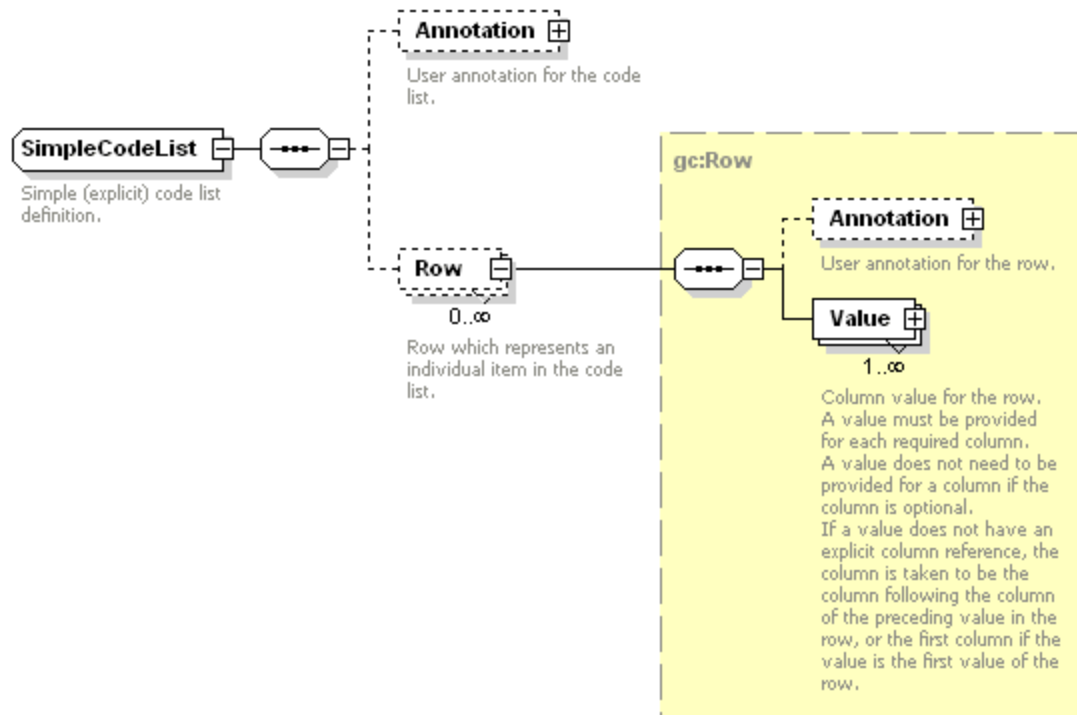 Annotation
User annotation for the code
list.
SimpleCodeList
Simple (explicit) code list
definition.
Row
0..∞
Row which represents an
individual item in the code
list.
gc:Row
Annotation
User annotation for the row.
Value
1..∞
Column value for the row.
A value must be provided
for each required column.
A value does not need to be
provided for a column if the
column is optional.
If a value does not have an
explicit column reference, the
column is taken to be the
column following the column
of the preceding value in the
row, or the first column if the
value is the first value of the
row.